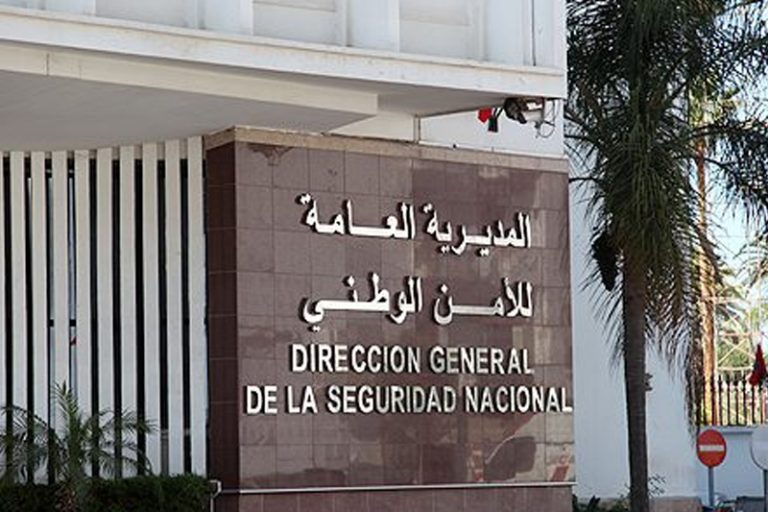 المديرية العامة
للأمن الوطني
DIRECCION GENERAL
DE LA SEGURIDAD NACIONAL